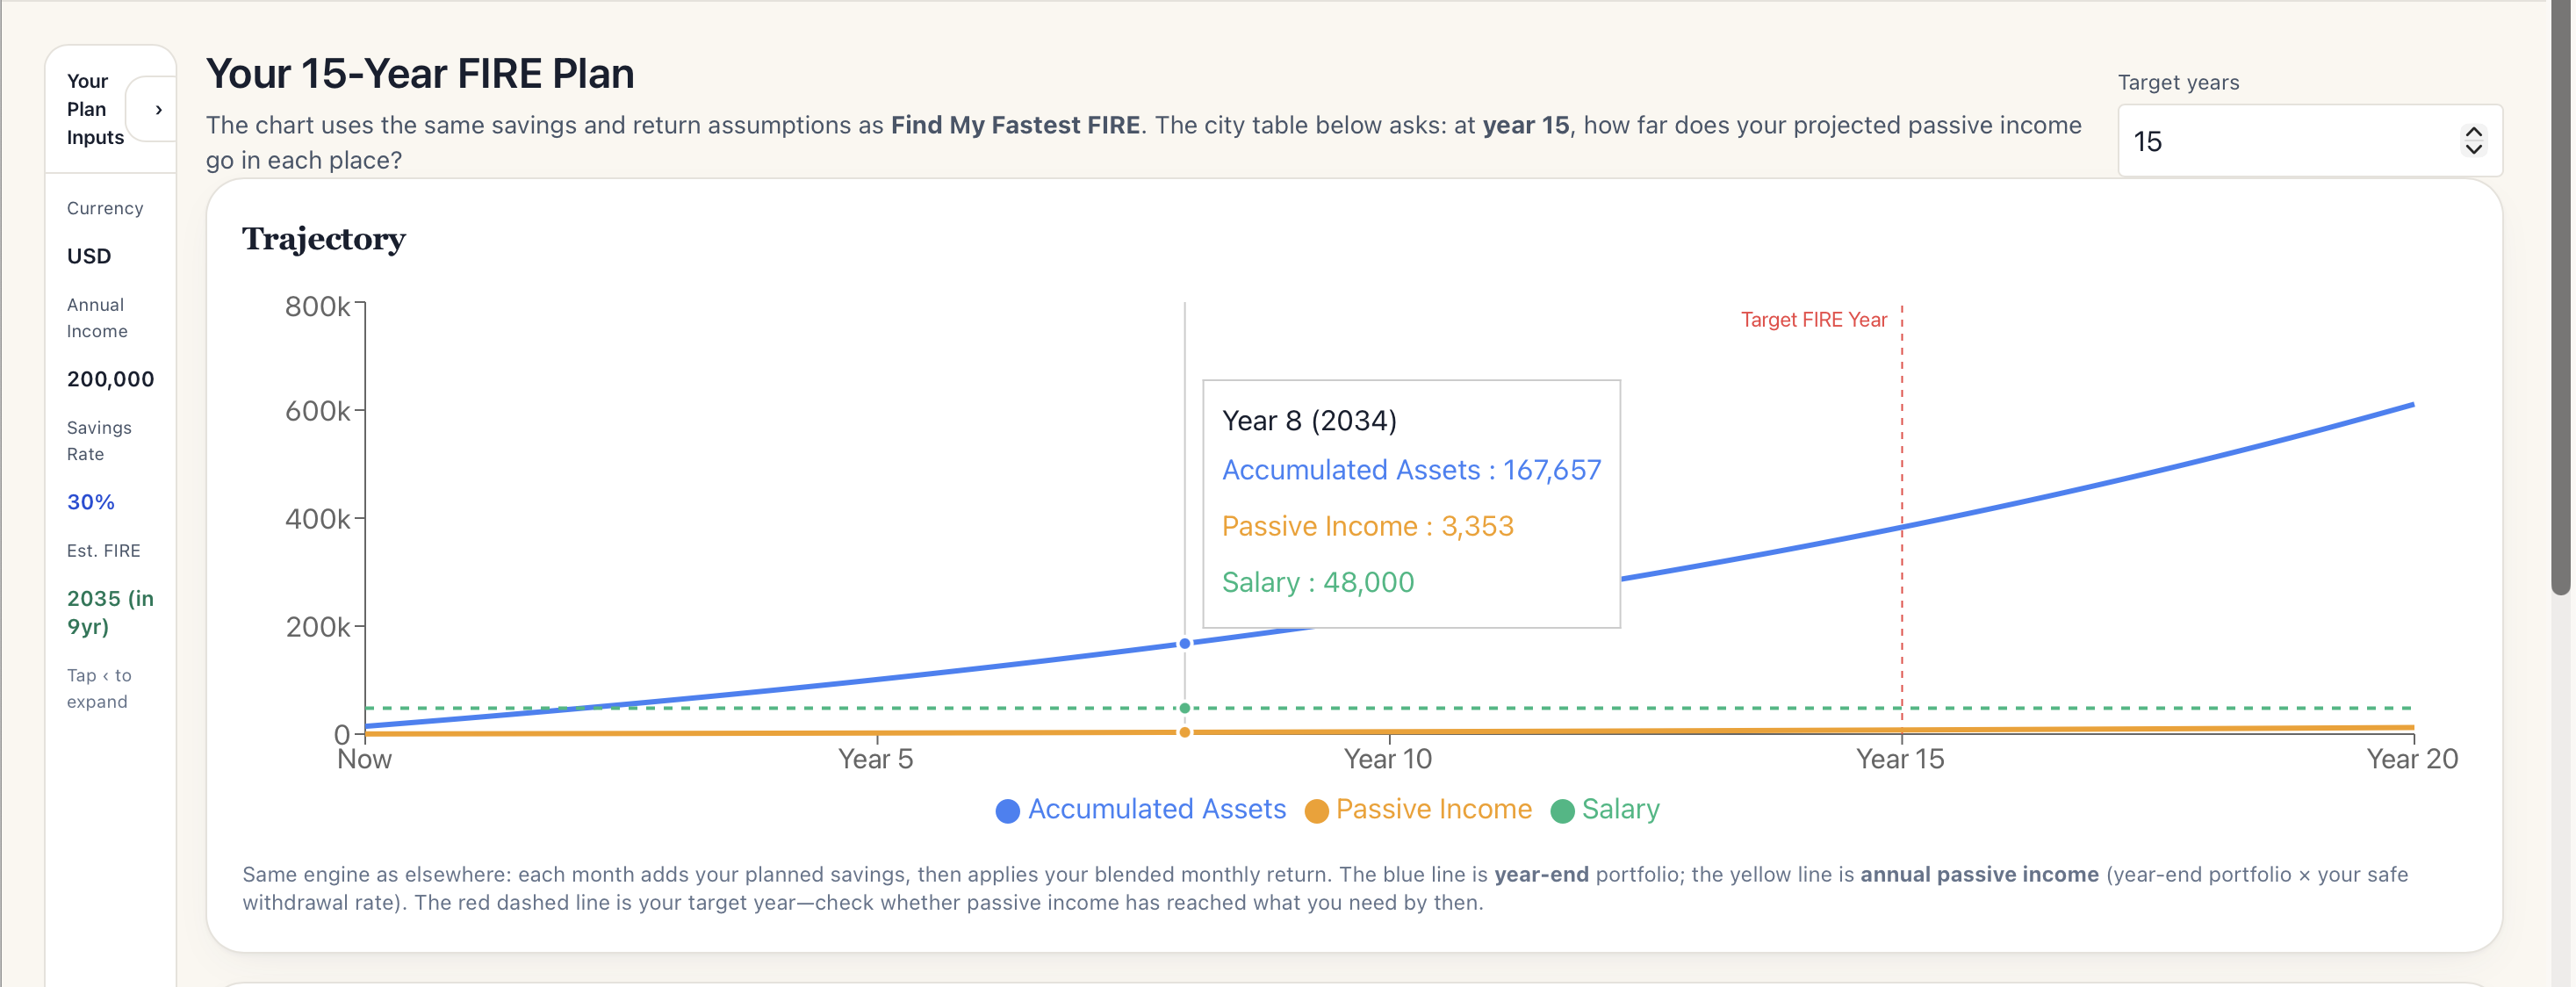 Your
Plan
Inputs
›
Currency
USD
Annual
Income
200,000
Savings
Rate
30%
Est. FIRE
2035 (in
9yr)
Tap ‹ to
expand
Your 15-Year FIRE Plan
The chart uses the same savings and return assumptions as Find My Fastest FIRE. The city table below asks: at year 15, how far does your projected passive income
go in each place?
Target years
15
Trajectory
800k
600k
400k
200k
0
Target FIRE Year
Year 8 (2034)
Accumulated Assets : 167,657
Passive Income : 3,353
Salary : 48,000
Now
Year 5
Year 10
Year 15
Year 20
Accumulated Assets
Passive Income
Salary
Same engine as elsewhere: each month adds your planned savings, then applies your blended monthly return. The blue line is year-end portfolio; the yellow line is annual passive income (year-end portfolio × your safe
withdrawal rate). The red dashed line is your target year—check whether passive income has reached what you need by then.